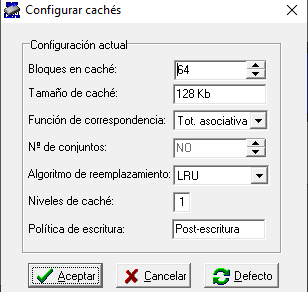 Configurar cachés
Configuración actual
Bloques en caché: 64
Tamaño de caché: 128 Kb
Función de correspondencia: Tot. asociativa
Nº de conjuntos: NO
Algoritmo de reemplazamiento: LRU
Niveles de caché: 1
Política de escritura: Post-escritura
Aceptar Cancelar Defecto